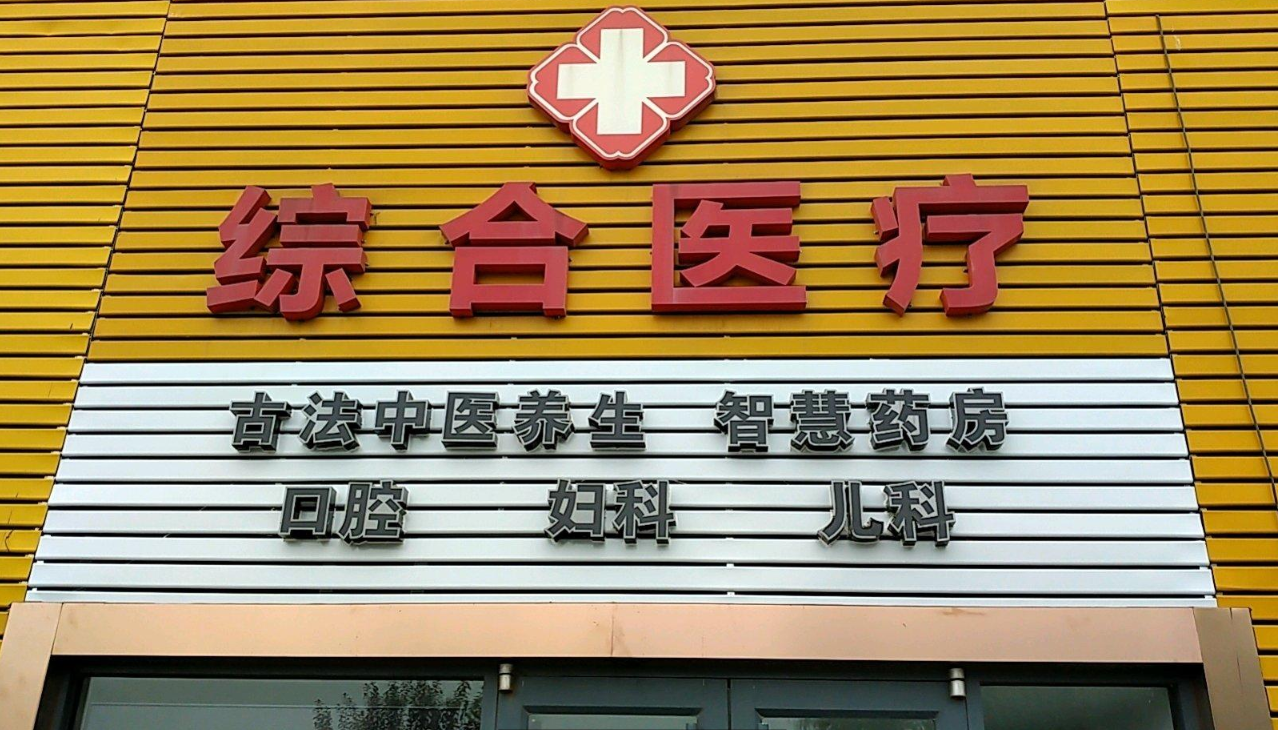 综合医疗
古法中医养生 智慧药房
口腔 妇科 儿科